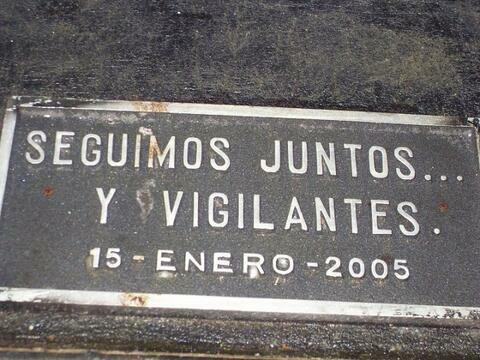 SEGUIMOS JUNTOS...
Y VIGILANTES.
15 - ENERO - 2005